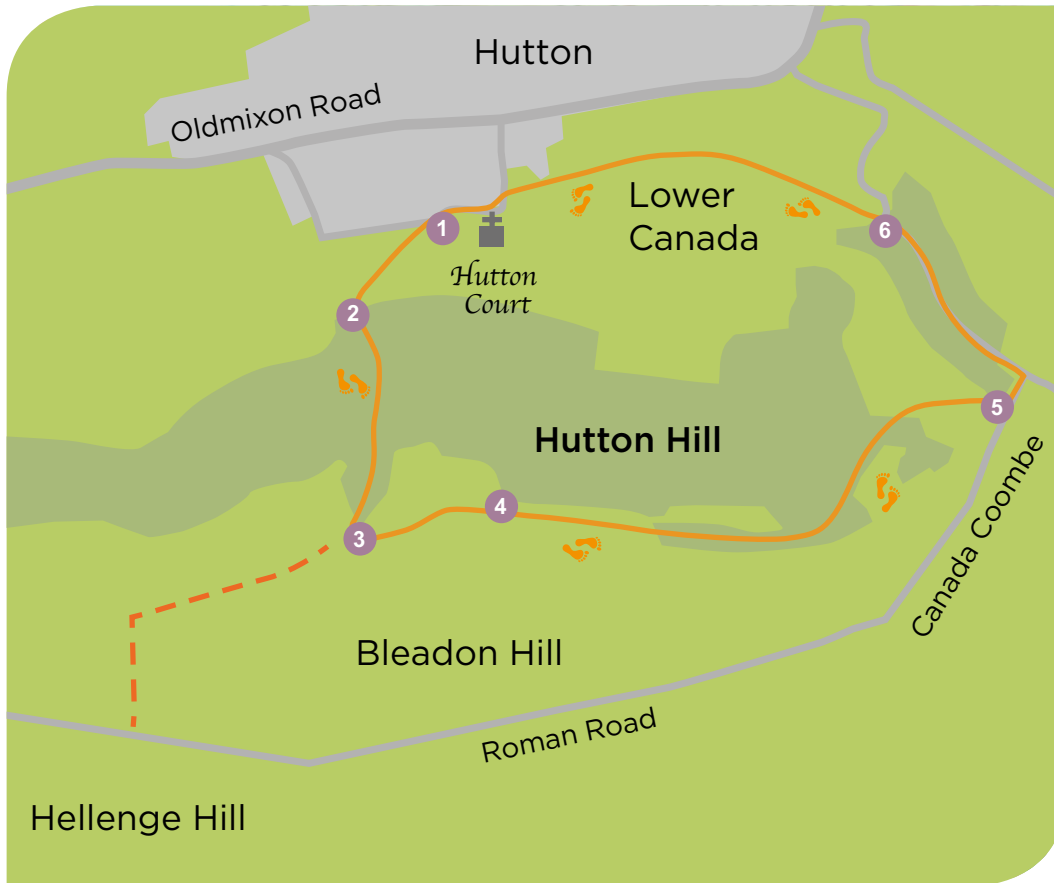 Hutton
Oldmixon Road
Lower
Canada
1
6
Hutton
Court
2
5
Hutton Hill
4
3
Canada Coombe
Bleadon Hill
Roman Road
Hellenge Hill